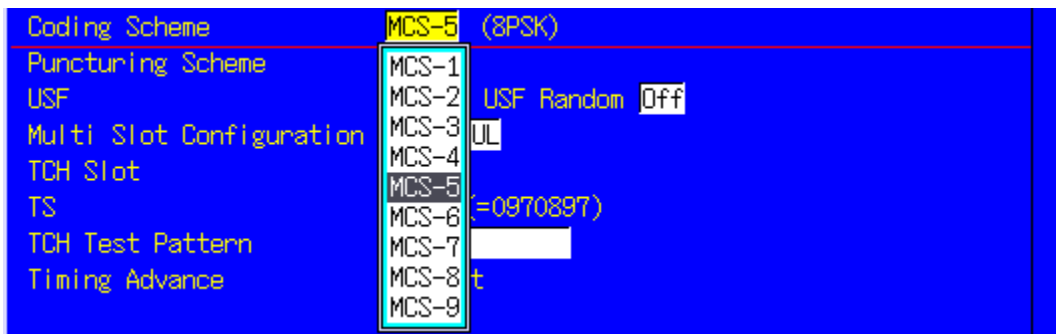 Coding Scheme MCS-5 (8PSK)
Puncturing Scheme MCS-1
USF MCS-2 USF Random Off
Multi Slot Configuration MCS-3 UL
MCS-4
TCH Slot
MCS-5
TS MCS-6 (=0970897)
TCH Test Pattern MCS-7
Timing Advance MCS-8 t
MCS-9